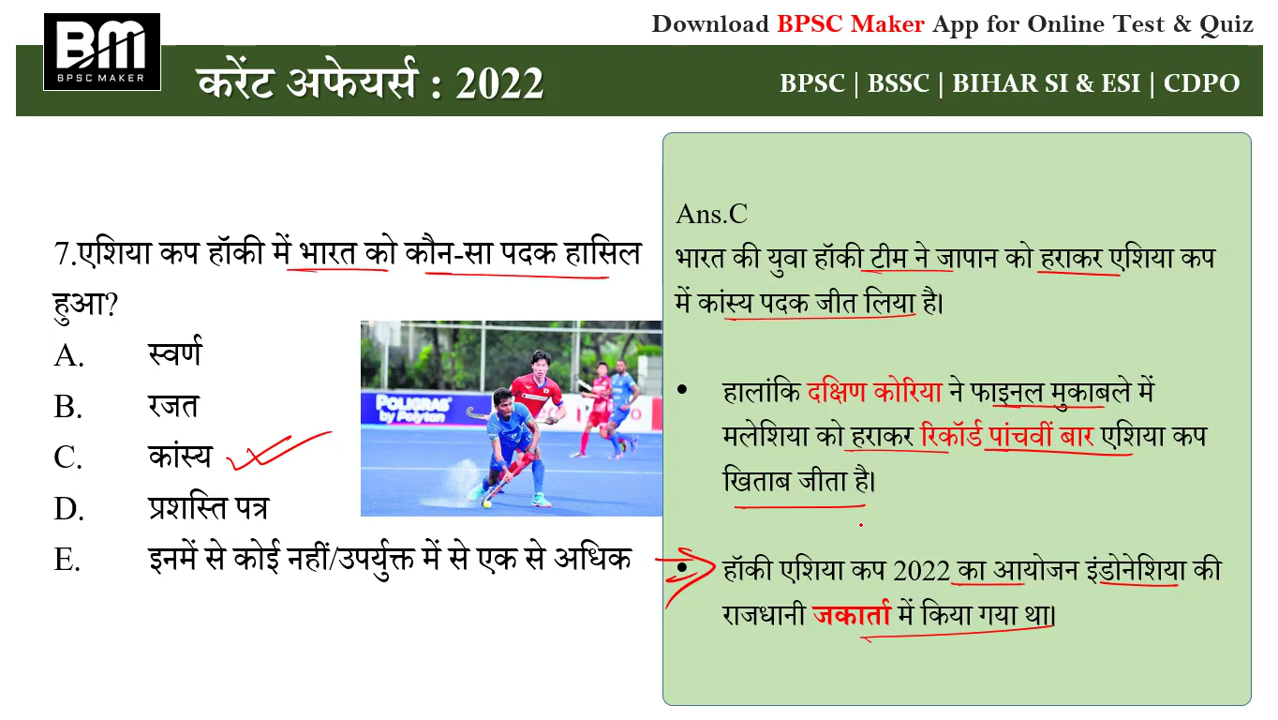 Download BPSC Maker App for Online Test & Quiz
BM
BPSC MAKER
करेंट अफेयर्स : 2022
BPSC | BSSC | BIHAR SI & ESI | CDPO
7.एशिया कप हॉकी में भारत को कौन-सा पदक हासिल
हुआ?
A. स्वर्ण
B. रजत
C. कांस्य
D. प्रशस्ति पत्र
E. इनमें से कोई नहीं/उपर्युक्त में से एक से अधिक
POLIGRAS
by Polytan
Ans.C
भारत की युवा हॉकी टीम ने जापान को हराकर एशिया कप
में कांस्य पदक जीत लिया है।
• हालांकि दक्षिण कोरिया ने फाइनल मुकाबले में
मलेशिया को हराकर रिकॉर्ड पांचवीं बार एशिया कप
खिताब जीता है।
• हॉकी एशिया कप 2022 का आयोजन इंडोनेशिया की
राजधानी जकार्ता में किया गया था।